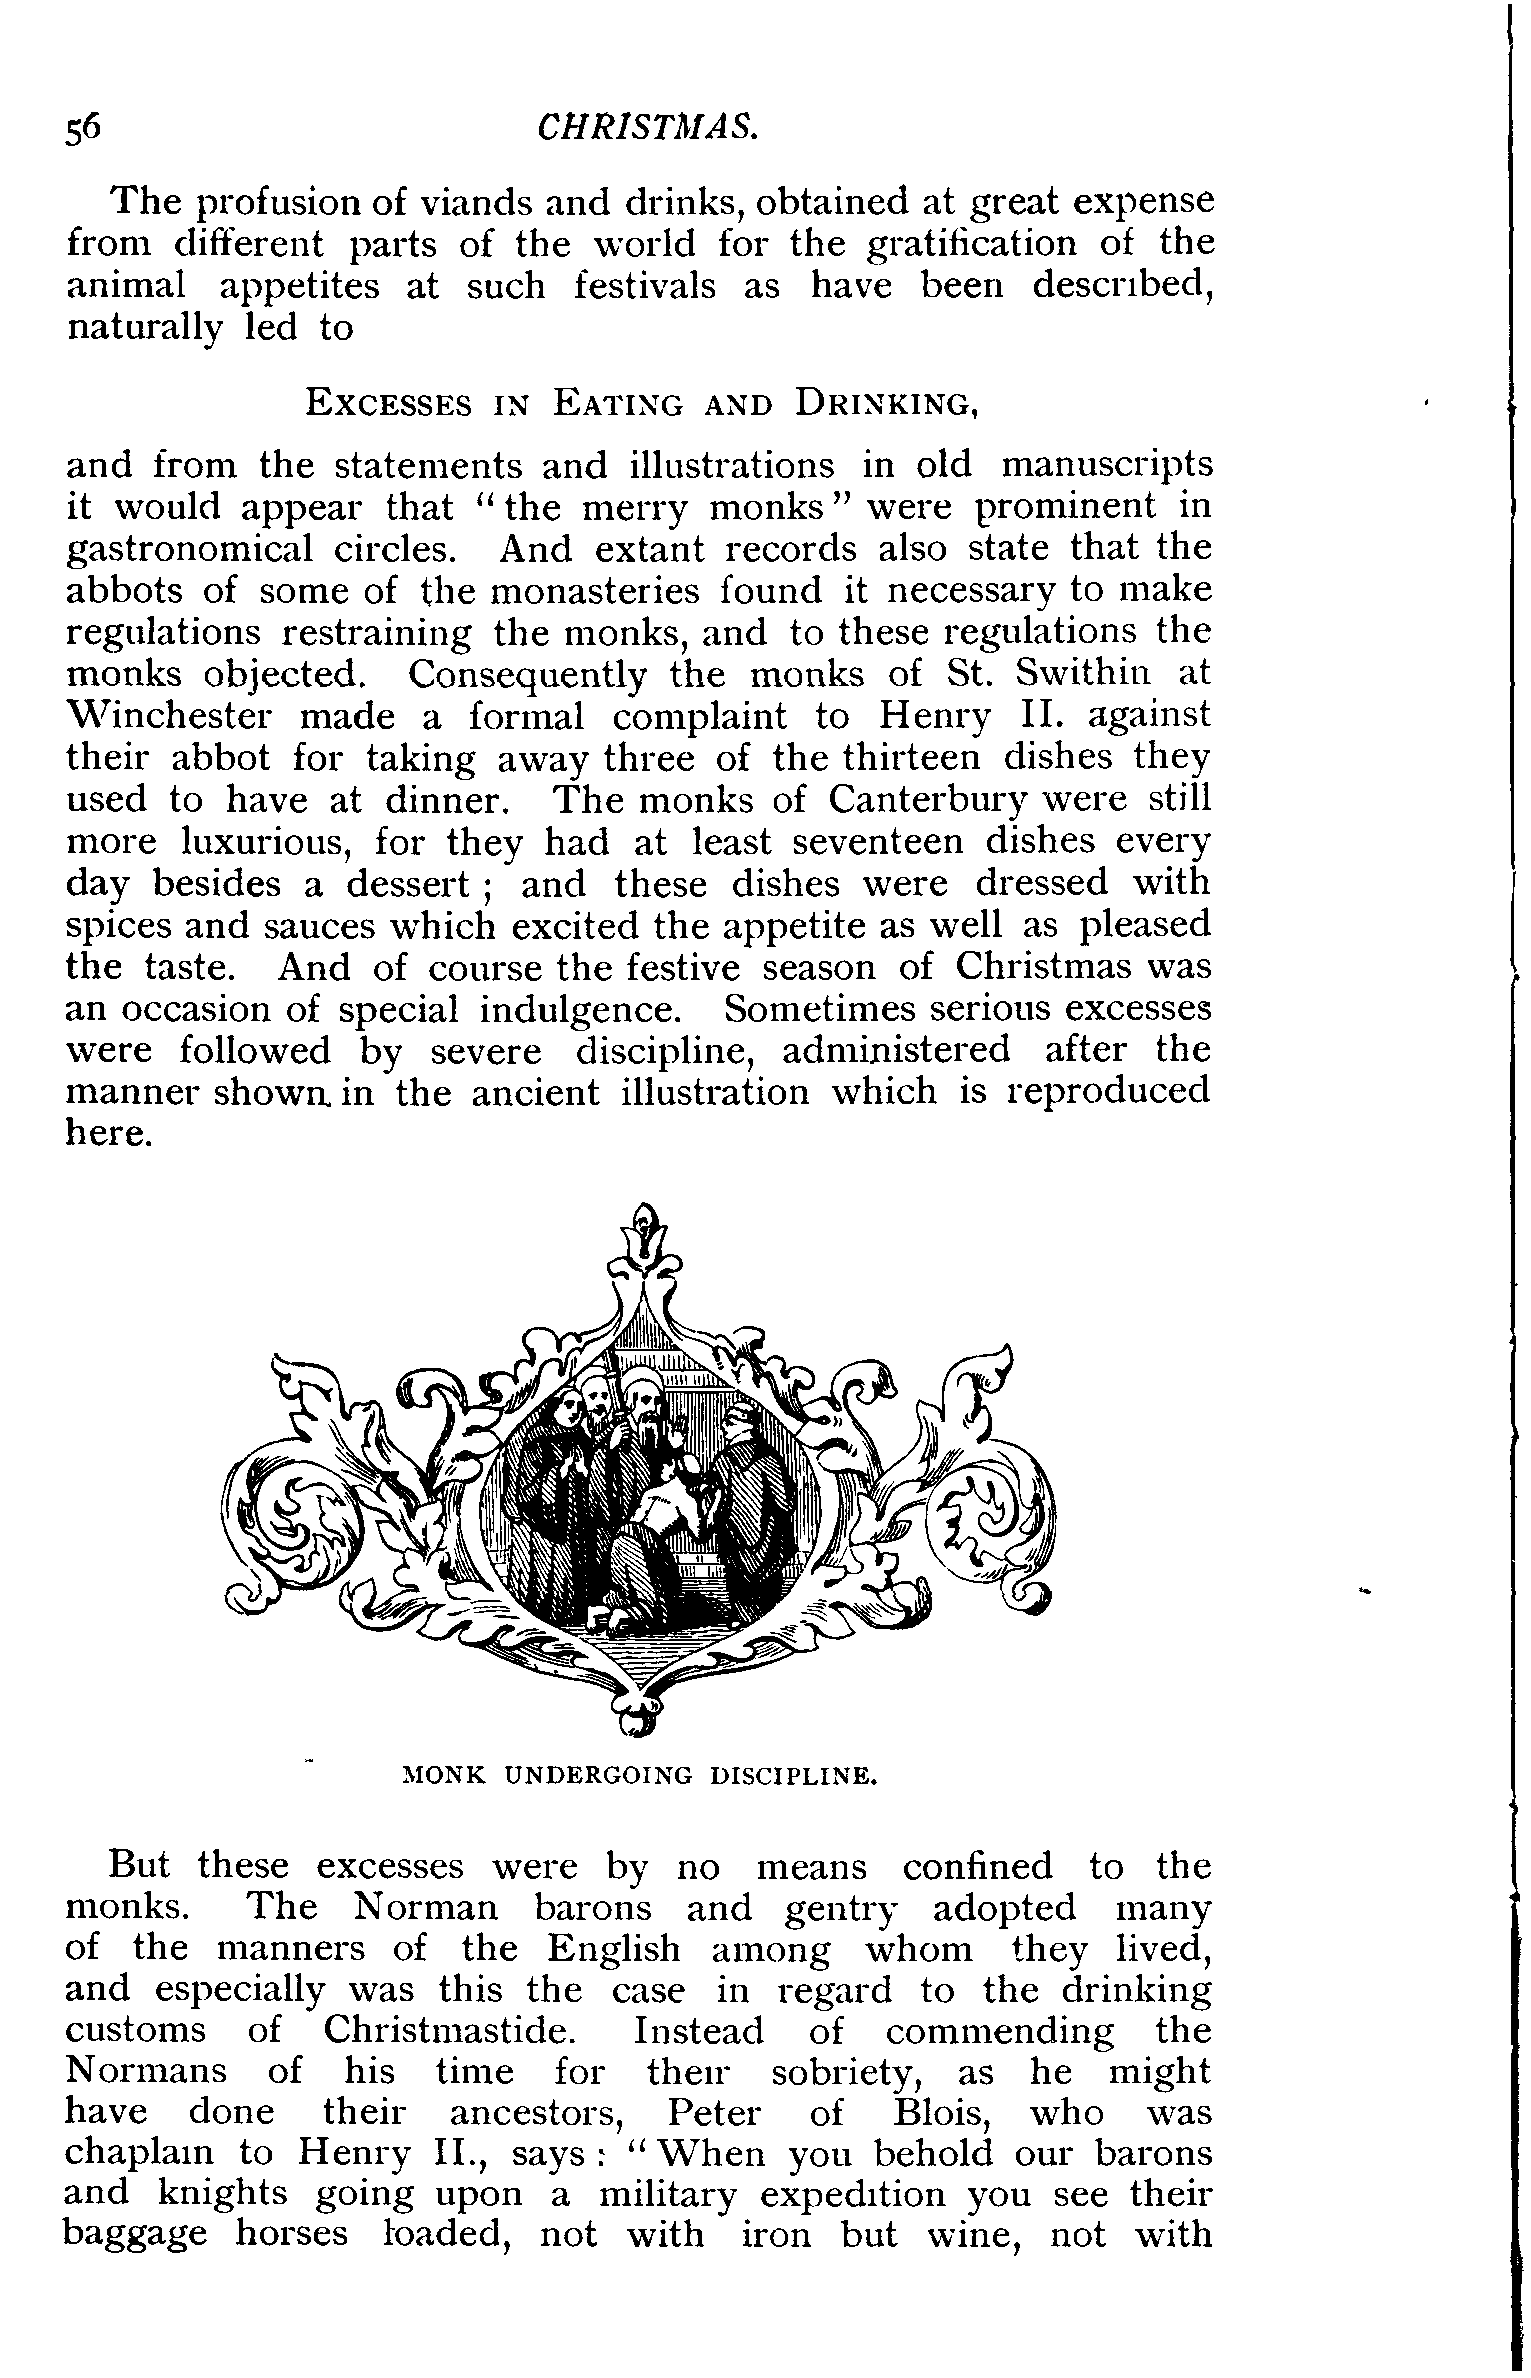 56
CHRISTMAS.
The profusion of viands and drinks, obtained at great expense
from different parts of the world for the gratification of the
animal appetites at such festivals as have been described,
naturally led to
EXCESSES IN EATING AND DRINKING,
and from the statements and illustrations in old manuscripts
it would appear that “the merry monks” were prominent in
gastronomical circles. And extant records also state that the
abbots of some of the monasteries found it necessary to make
regulations restraining the monks, and to these regulations the
monks objected. Consequently the monks of St. Swithin at
Winchester made a formal complaint to Henry II. against
their abbot for taking away three of the thirteen dishes they
used to have at dinner. The monks of Canterbury were still
more luxurious, for they had at least seventeen dishes every
day besides a dessert ; and these dishes were dressed with
spices and sauces which excited the appetite as well as pleased
the taste. And of course the festive season of Christmas was
an occasion of special indulgence. Sometimes serious excesses
were followed by severe discipline, administered after the
manner shown in the ancient illustration which is reproduced
here.
MONK UNDERGOING DISCIPLINE.
But these excesses were by no means confined to the
monks. The Norman barons and gentry adopted many
of the manners of the English among whom they lived,
and especially was this the case in regard to the drinking
customs of Christmastide. Instead of commending the
Normans of his time for their sobriety, as he might
have done their ancestors, Peter of Blois, who was
chaplain to Henry II., says : “When you behold our barons
and knights going upon a military expedition you see their
baggage horses loaded, not with iron but wine, not with